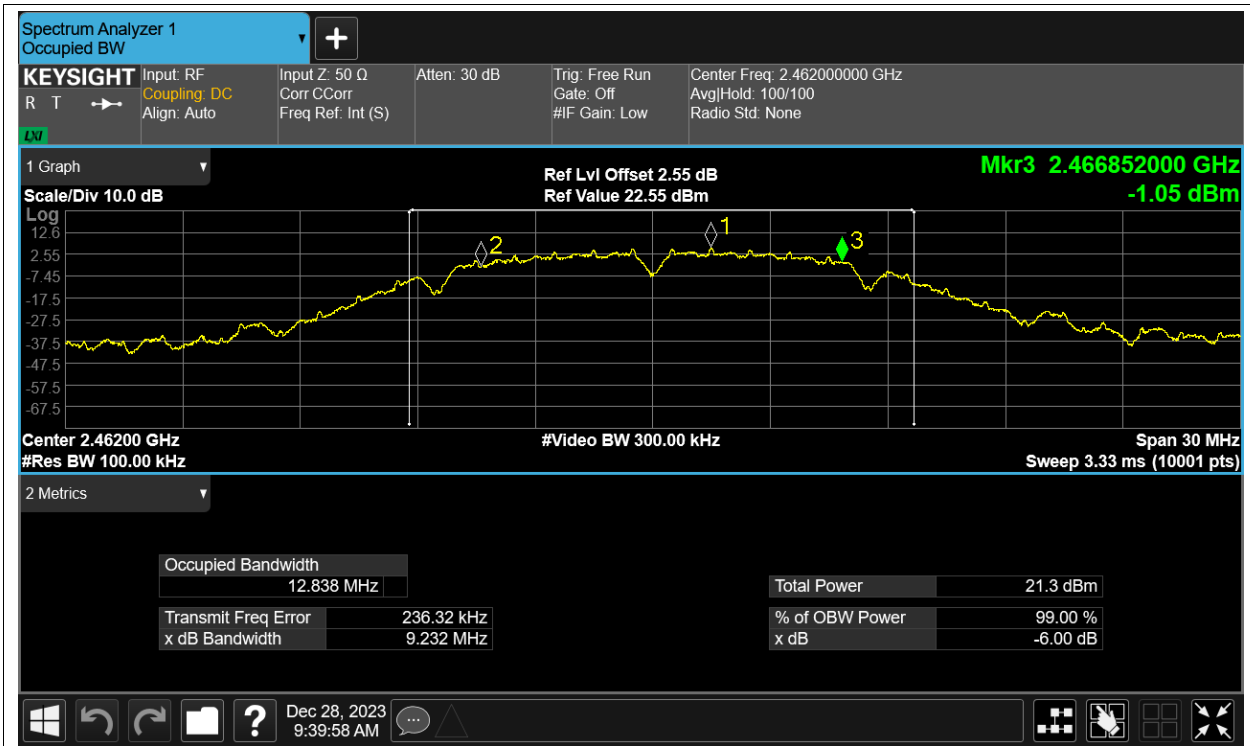 Spectrum Analyzer 1
Occupied BW
KEYSIGHT
R T
LXI
Input: RF
Coupling: DC
Align: Auto
Input Z: 50 Ω
Corr CCorr
Freq Ref: Int (S)
Atten: 30 dB
Trig: Free Run
Gate: Off
#IF Gain: Low
Center Freq: 2.462000000 GHz
Avg|Hold: 100/100
Radio Std: None
1 Graph
Scale/Div 10.0 dB
Ref Lvl Offset 2.55 dB
Ref Value 22.55 dBm
Mkr3 2.466852000 GHz
-1.05 dBm
Log
12.6
2.55
-7.45
-17.5
-27.5
-37.5
-47.5
-57.5
-67.5
2
1
3
Center 2.46200 GHz
#Res BW 100.00 kHz
#Video BW 300.00 kHz
Span 30 MHz
Sweep 3.33 ms (10001 pts)
2 Metrics
Occupied Bandwidth
12.838 MHz
Transmit Freq Error 236.32 kHz
x dB Bandwidth 9.232 MHz
Total Power 21.3 dBm
% of OBW Power 99.00 %
x dB -6.00 dB
?
Dec 28, 2023
9:39:58 AM